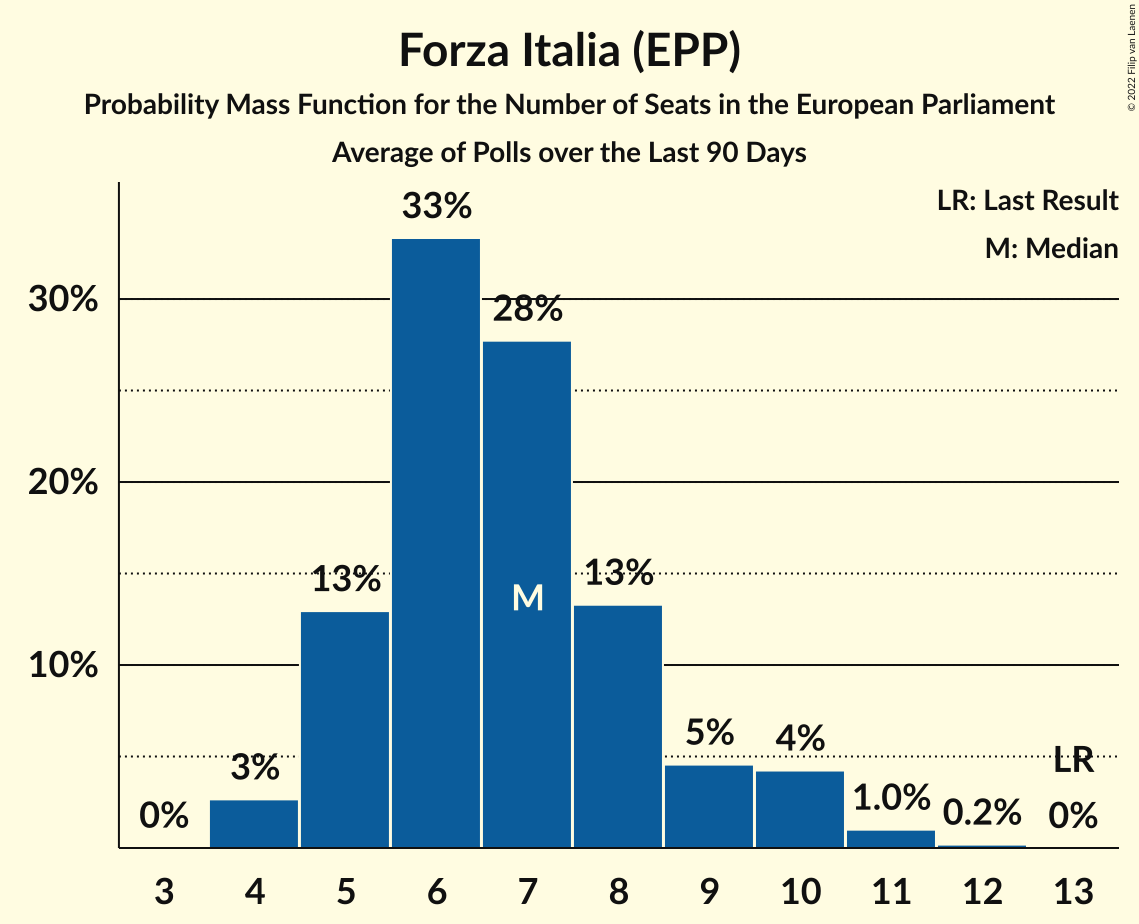 Forza Italia (EPP)
Probability Mass Function for the Number of Seats in the European Parliament
Average of Polls over the Last 90 Days
© 2022 Filip van Laenen
LR: Last Result
M: Median
33%
30%
28%
20%
13%
13%
M
10%
5%
4%
3%
LR
1.0%
0.2%
0%
0%
3 4 5 6 7 8 9 10 11 12 13